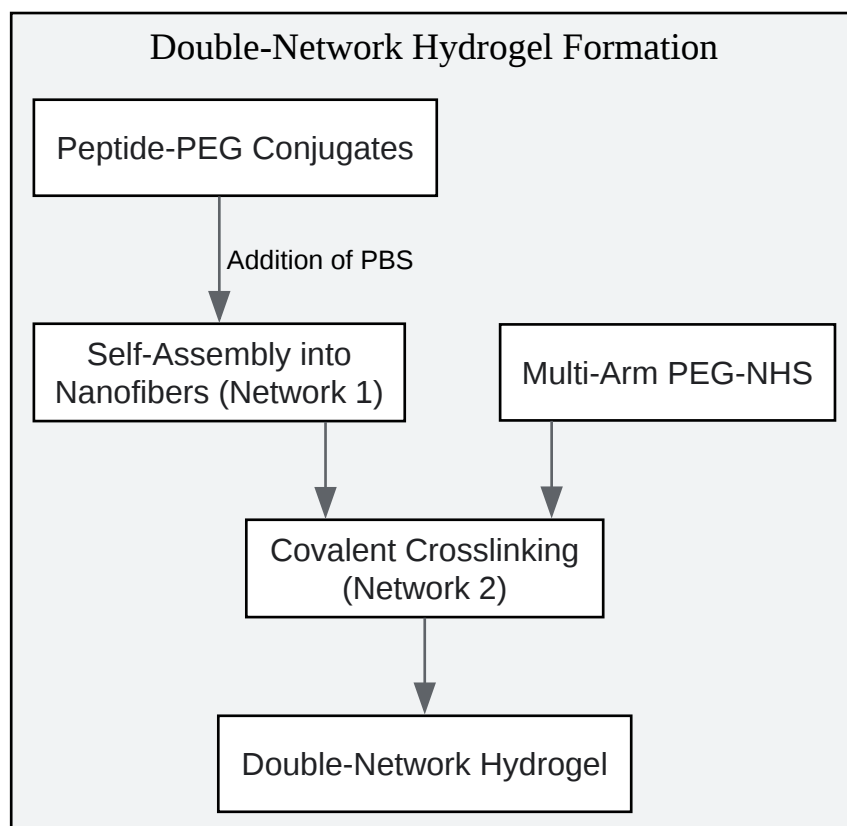 Double-Network Hydrogel Formation
Peptide-PEG Conjugates
Addition of PBS
Self-Assembly into
Nanofibers (Network 1)
Multi-Arm PEG-NHS
Covalent Crosslinking
(Network 2)
Double-Network Hydrogel